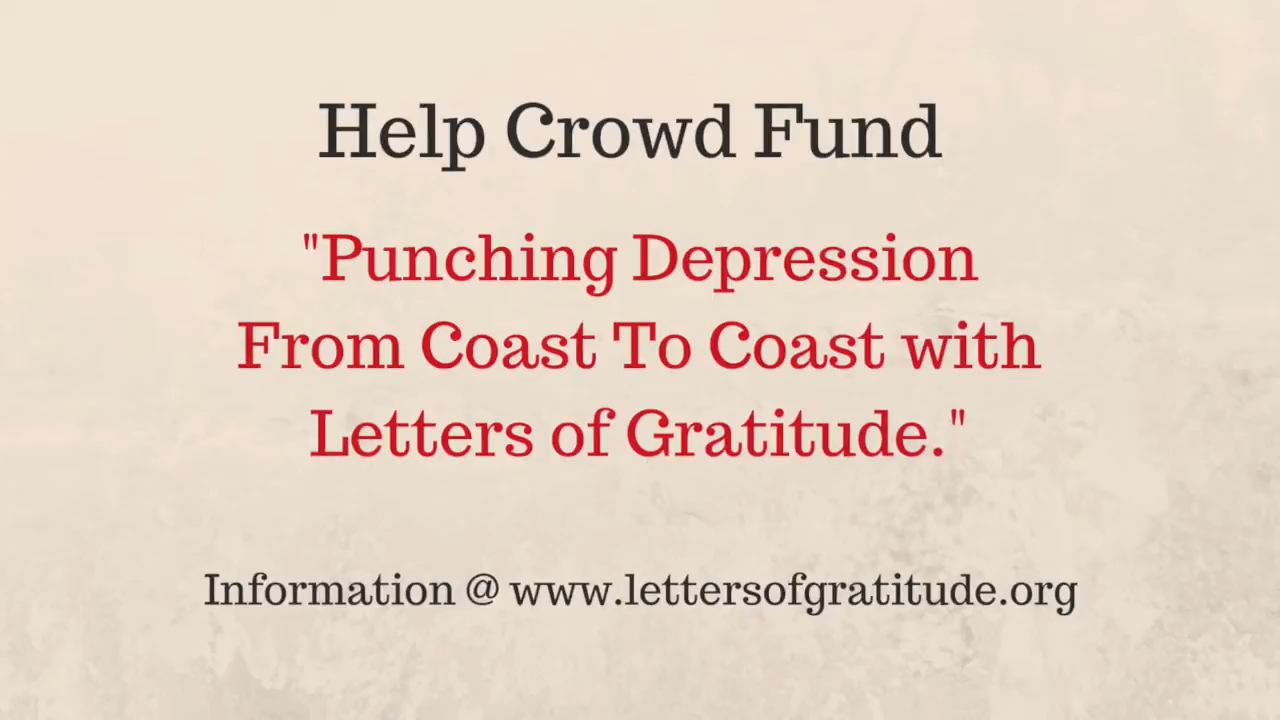 Help Crowd Fund
"Punching Depression
From Coast To Coast with
Letters of Gratitude."
Information @ www.lettersofgratitude.org